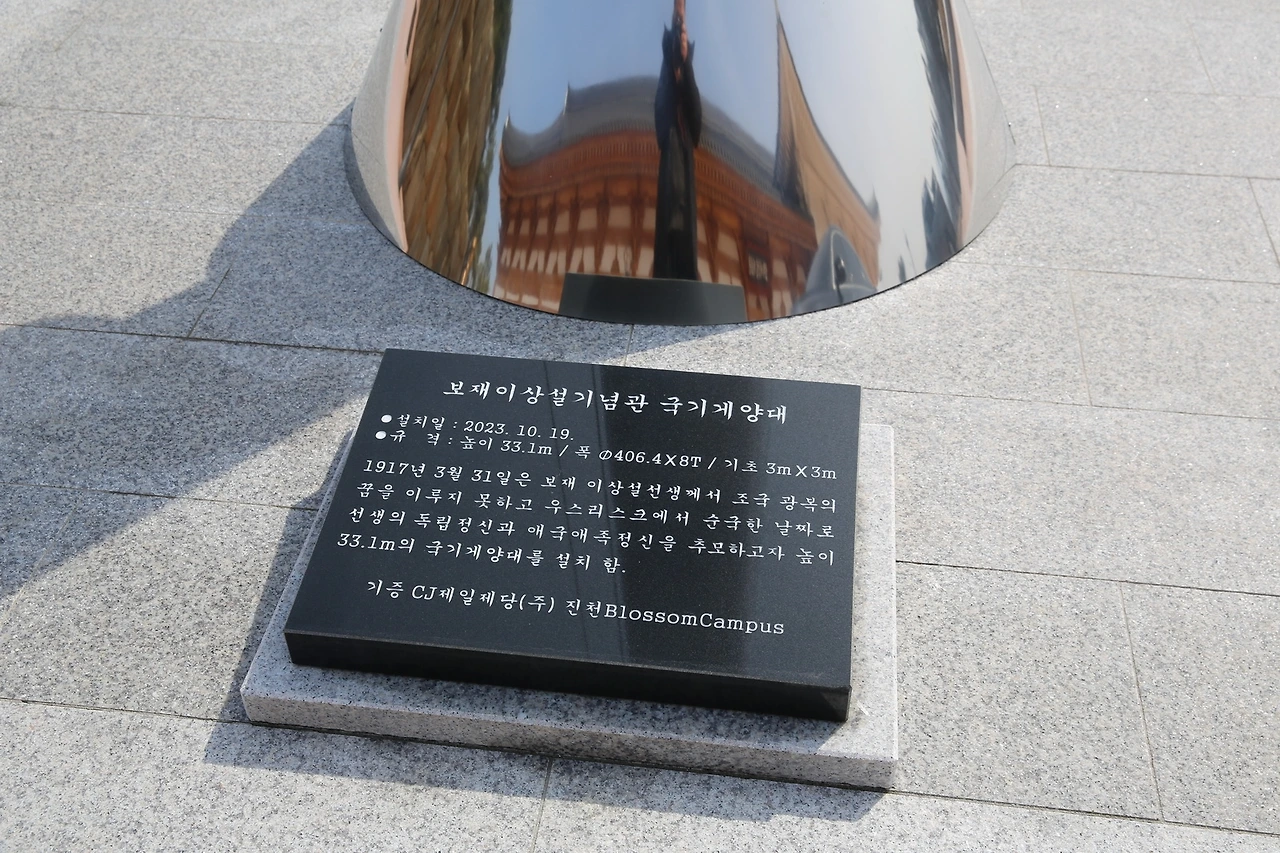 보재이상설기념관 국기게양대
●설치일 : 2023. 10. 19.
●규 격 : 높이 33.1m / 폭 Φ406.4X8T / 기초 3mX3m
1917년 3월 31일은 보재 이상설선생께서 조국 광복의
꿈을 이루지 못하고 우스리스크에서 순국한 날짜로
선생의 독립정신과 애국애족정신을 추모하고자 높이
33.1m의 국기게양대를 설치 함.
기증 CJ제일제당(주) 진천BlossomCampus